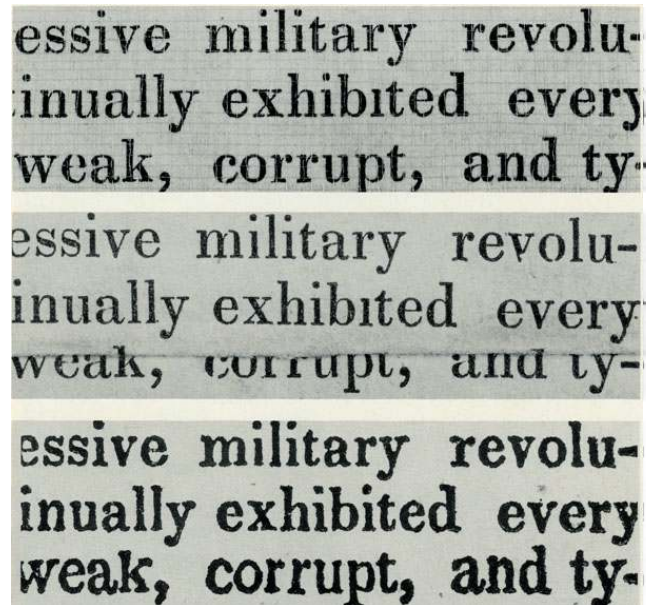 essive military revolu-
inually exhibited every
weak, corrupt, and ty-
essive military revolu-
inually exhibited every
weak, corrupt, and ty-
essive military revolu-
inually exhibited every
weak, corrupt, and ty-